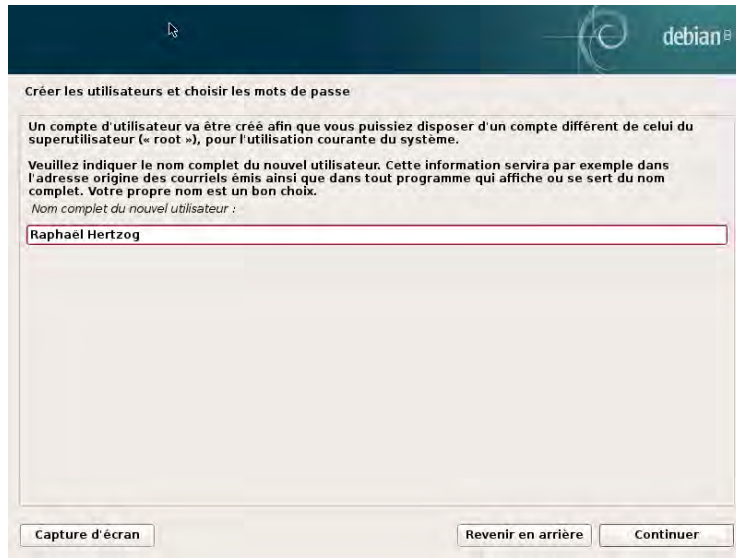 debian 8
Créer les utilisateurs et choisir les mots de passe
Un compte d'utilisateur va être créé afin que vous puissiez disposer d'un compte différent de celui du
superutilisateur (« root »), pour l'utilisation courante du système.
Veuillez indiquer le nom complet du nouvel utilisateur. Cette information servira par exemple dans
l'adresse origine des courriels émis ainsi que dans tout programme qui affiche ou se sert du nom
complet. Votre propre nom est un bon choix.
Nom complet du nouvel utilisateur :
Raphaël Hertzog
Capture d'écran
Revenir en arrière
Continuer